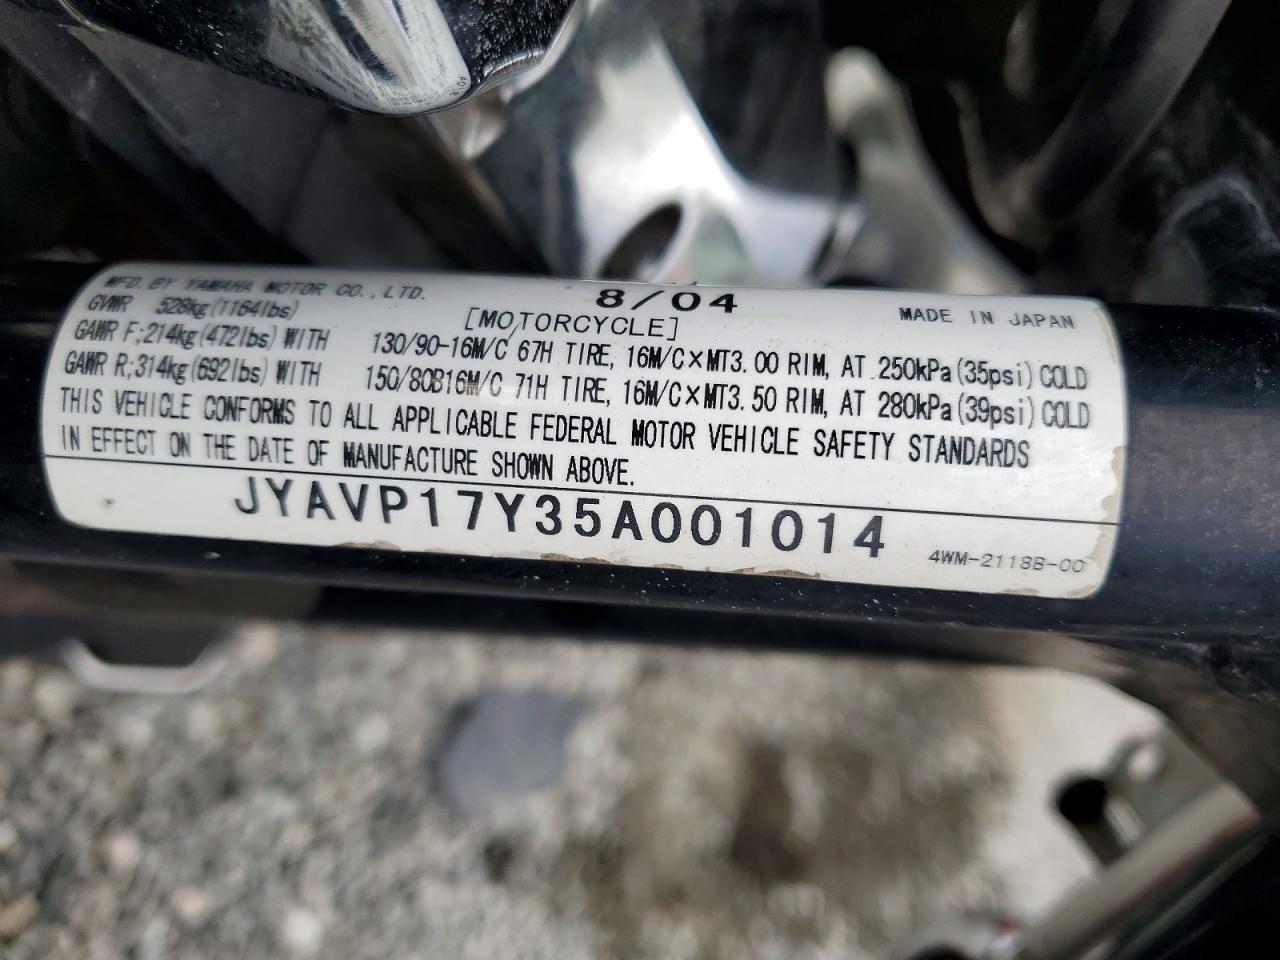 MFD. BY YAMAHA MOTOR CO., LTD. 8/04 MADE IN JAPAN
GVWR 528kg(1164lbs) [MOTORCYCLE]
GAWR F;214kg(472lbs) WITH 130/90-16M/C 67H TIRE, 16M/C×MT3.00 RIM, AT 250kPa(35psi) COLD
GAWR R;314kg(692lbs) WITH 150/80B16M/C 71H TIRE, 16M/C×MT3.50 RIM, AT 280kPa(39psi) COLD
THIS VEHICLE CONFORMS TO ALL APPLICABLE FEDERAL MOTOR VEHICLE SAFETY STANDARDS
IN EFFECT ON THE DATE OF MANUFACTURE SHOWN ABOVE.
JYAVP17Y35A001014
4WM-2118B-00